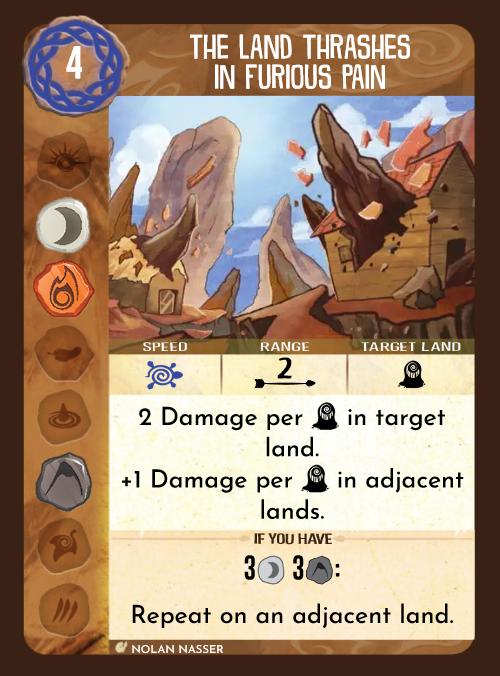 4
THE LAND THRASHES
IN FURIOUS PAIN
SPEED RANGE TARGET LAND
2
2 Damage per in target
land.
+1 Damage per in adjacent
lands.
IF YOU HAVE
3 3 :
Repeat on an adjacent land.
NOLAN NASSER